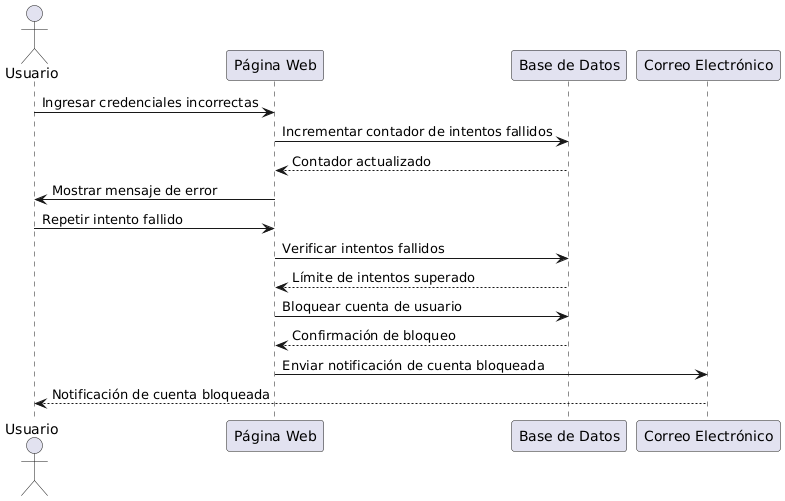 Usuario
Página Web
Base de Datos
Correo Electrónico
Ingresar credenciales incorrectas
Incrementar contador de intentos fallidos
Contador actualizado
Mostrar mensaje de error
Repetir intento fallido
Verificar intentos fallidos
Límite de intentos superado
Bloquear cuenta de usuario
Confirmación de bloqueo
Enviar notificación de cuenta bloqueada
Notificación de cuenta bloqueada
Usuario
Página Web
Base de Datos
Correo Electrónico